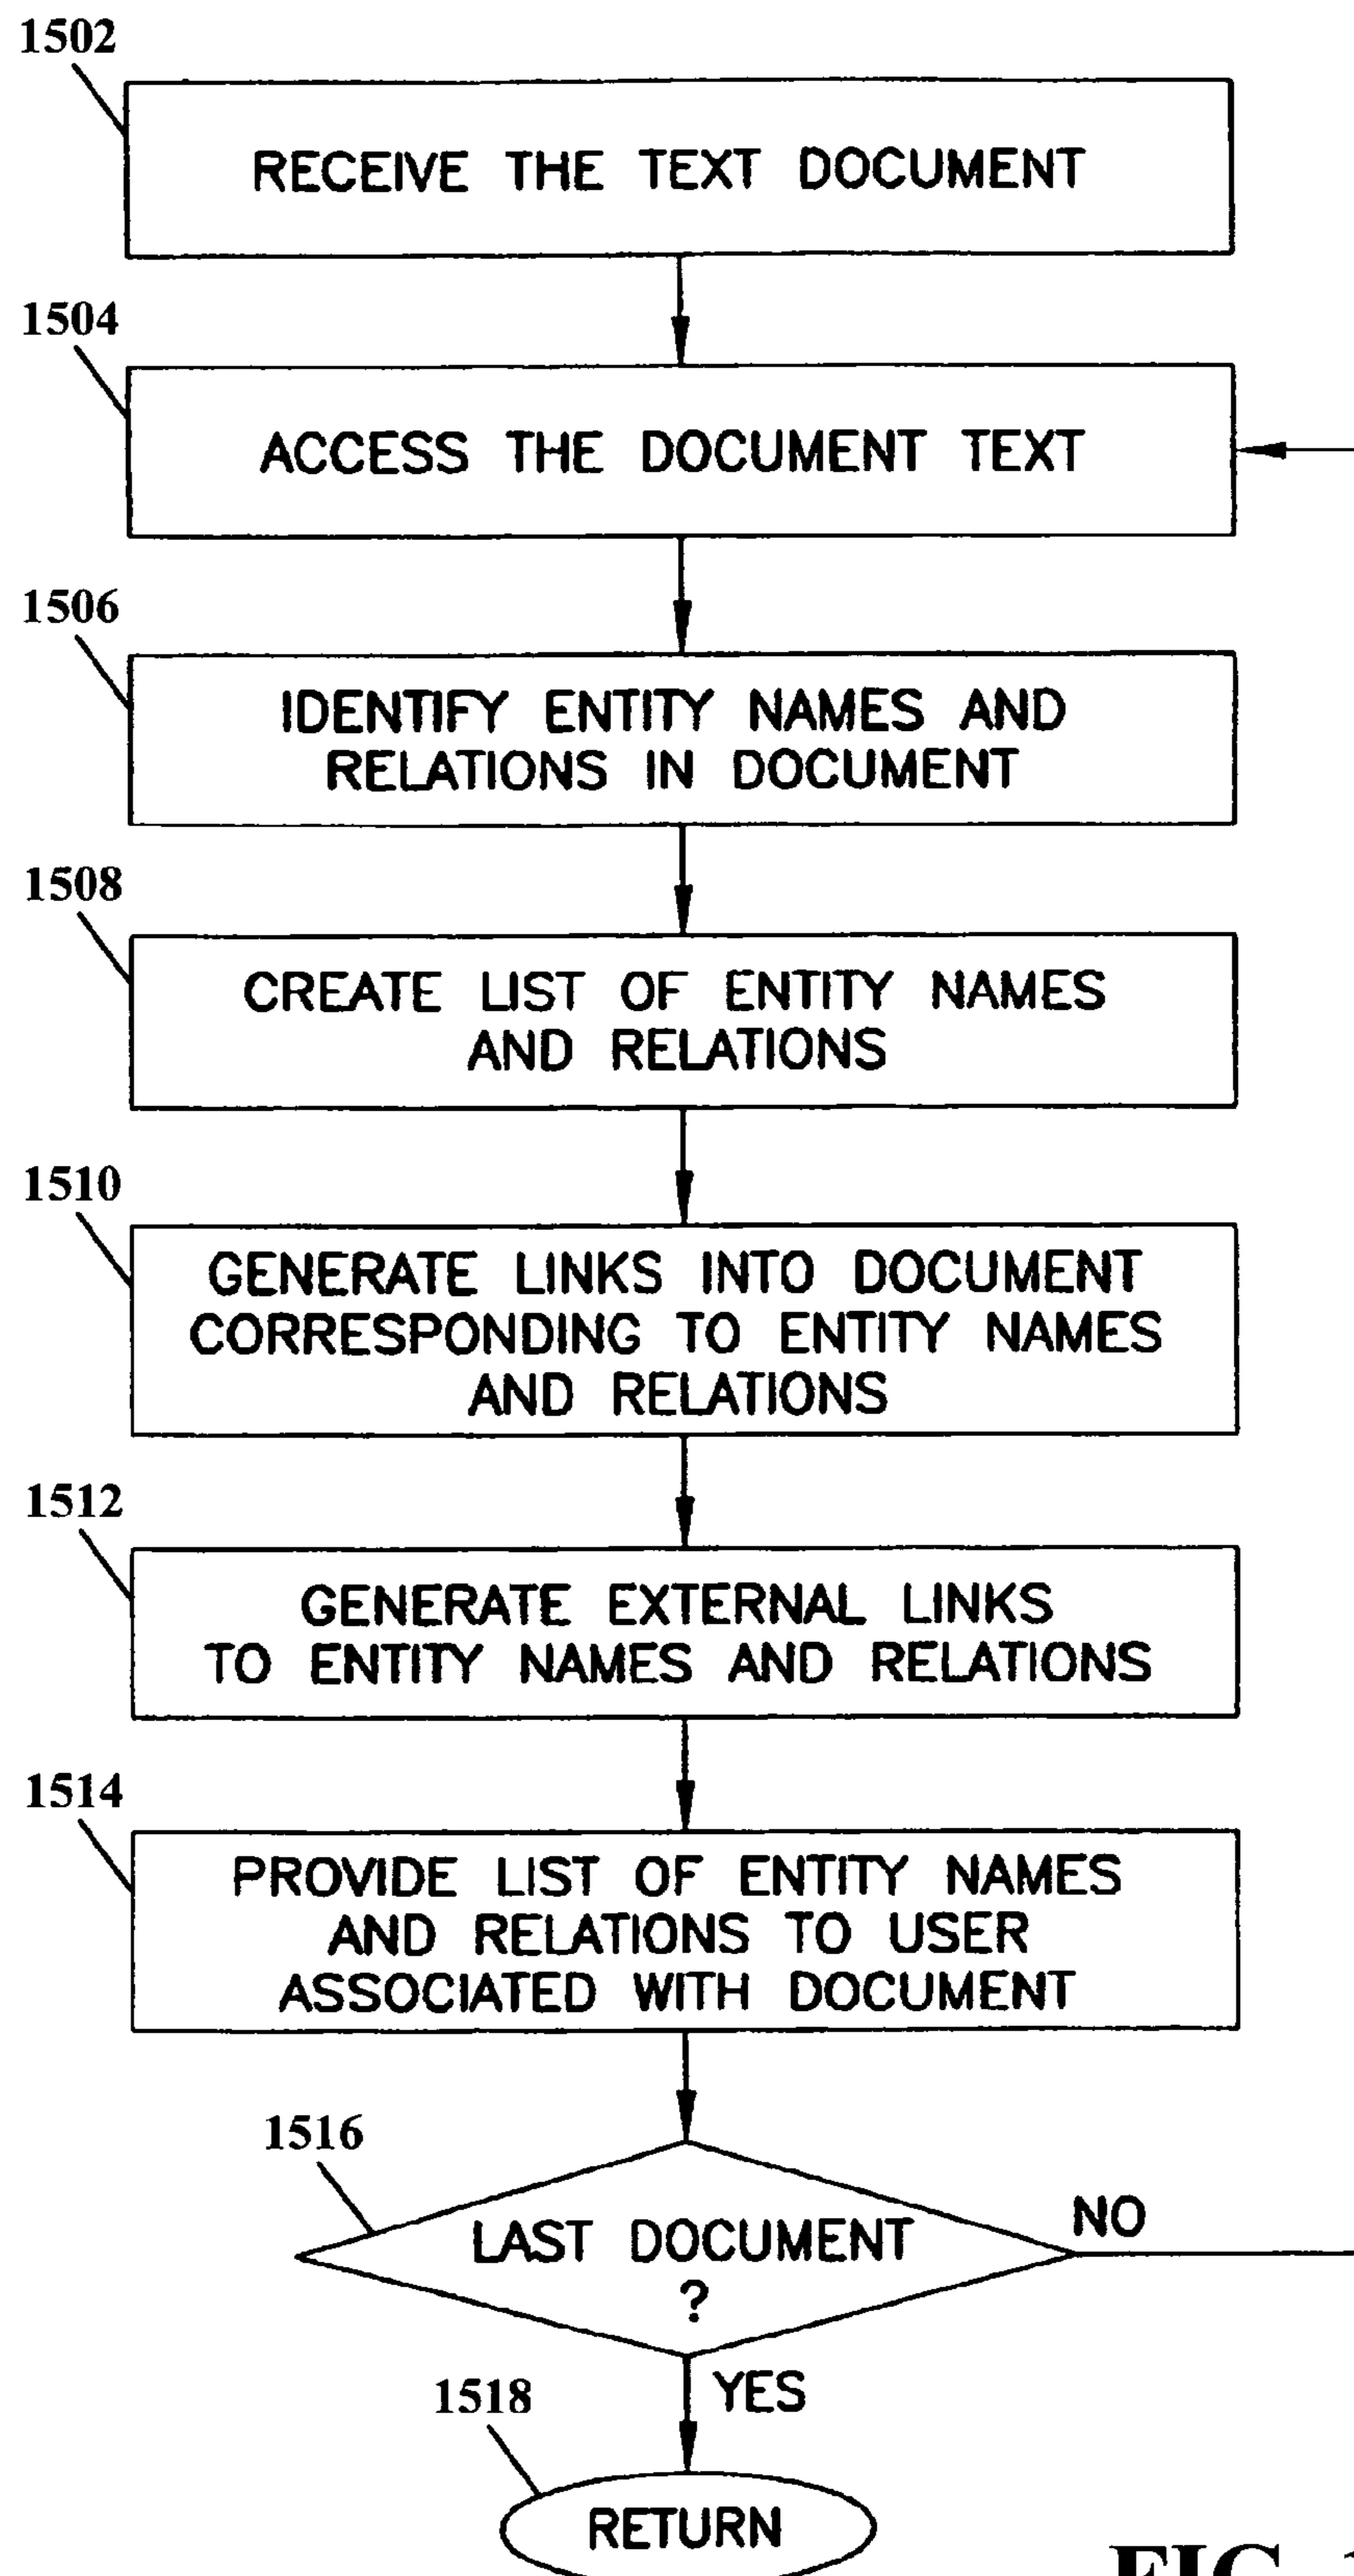 1502
RECEIVE THE TEXT DOCUMENT
1504
ACCESS THE DOCUMENT TEXT
1506
IDENTIFY ENTITY NAMES AND
RELATIONS IN DOCUMENT
1508
CREATE LIST OF ENTITY NAMES
AND RELATIONS
1510
GENERATE LINKS INTO DOCUMENT
CORRESPONDING TO ENTITY NAMES
AND RELATIONS
1512
GENERATE EXTERNAL LINKS
TO ENTITY NAMES AND RELATIONS
1514
PROVIDE LIST OF ENTITY NAMES
AND RELATIONS TO USER
ASSOCIATED WITH DOCUMENT
1516
LAST DOCUMENT
?
NO
YES
1518
RETURN
FIG.